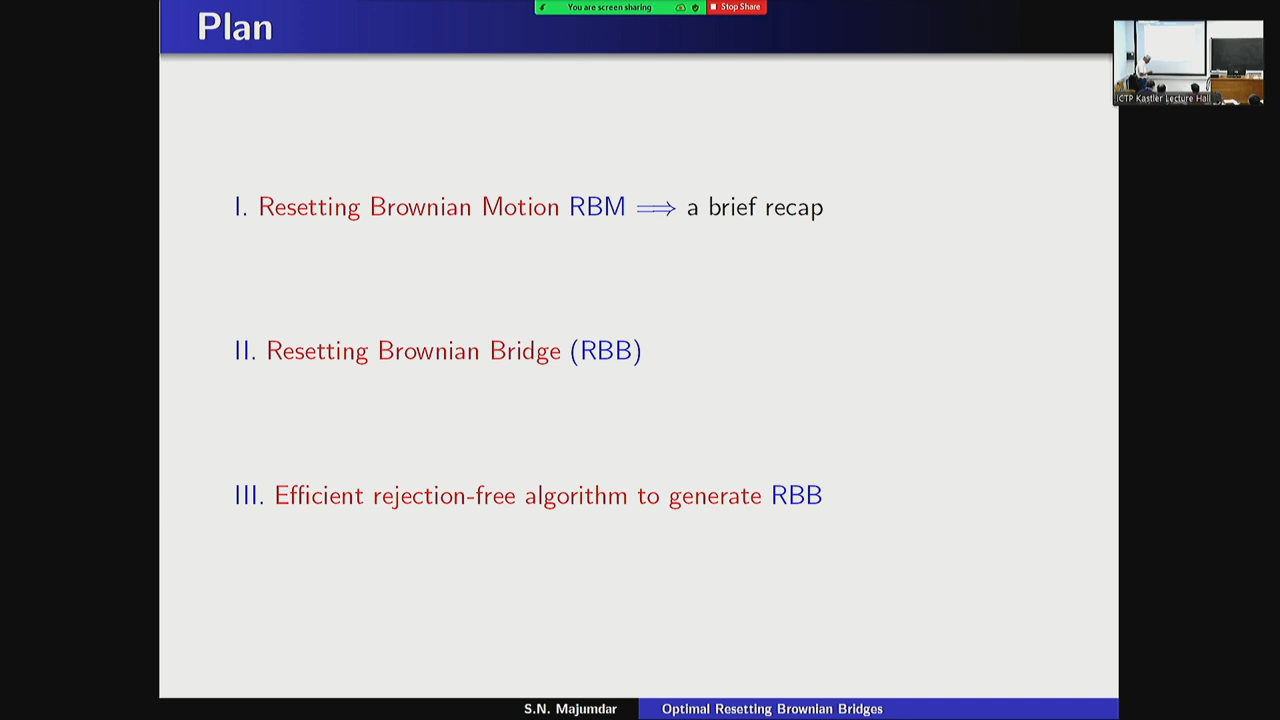 You are screen sharing
Stop Share
Plan
ICTP Kastler Lecture Hall
I. Resetting Brownian Motion RBM ⟹ a brief recap
II. Resetting Brownian Bridge (RBB)
III. Efficient rejection-free algorithm to generate RBB
S.N. Majumdar
Optimal Resetting Brownian Bridges